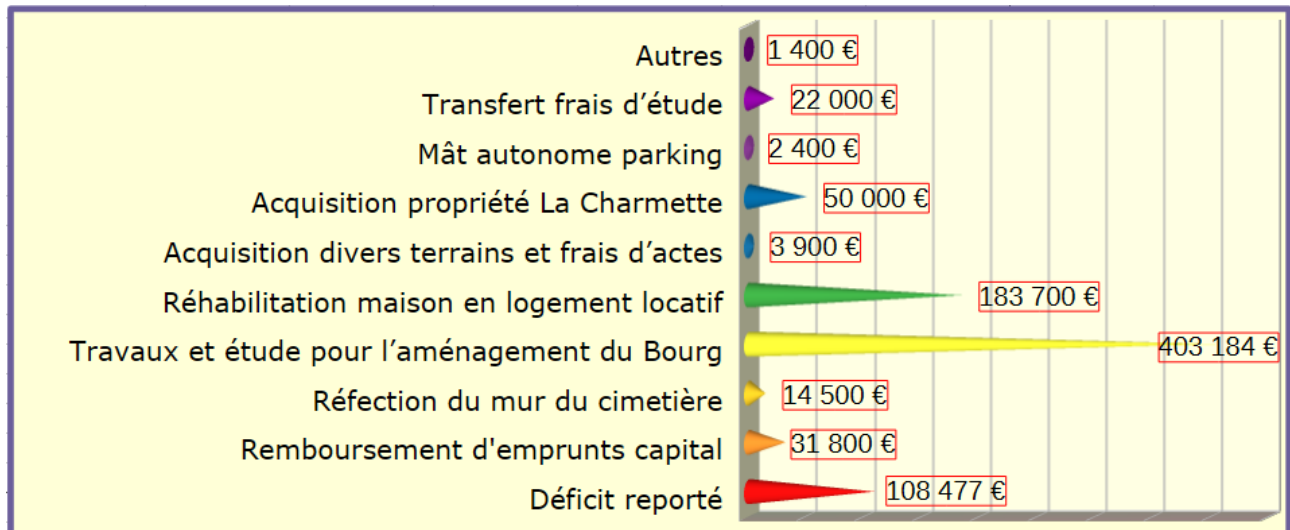 Autres 1 400 €
Transfert frais d’étude 22 000 €
Mât autonome parking 2 400 €
Acquisition propriété La Charmette 50 000 €
Acquisition divers terrains et frais d’actes 3 900 €
Réhabilitation maison en logement locatif 183 700 €
Travaux et étude pour l’aménagement du Bourg 403 184 €
Réfection du mur du cimetière 14 500 €
Remboursement d'emprunts capital 31 800 €
Déficit reporté 108 477 €